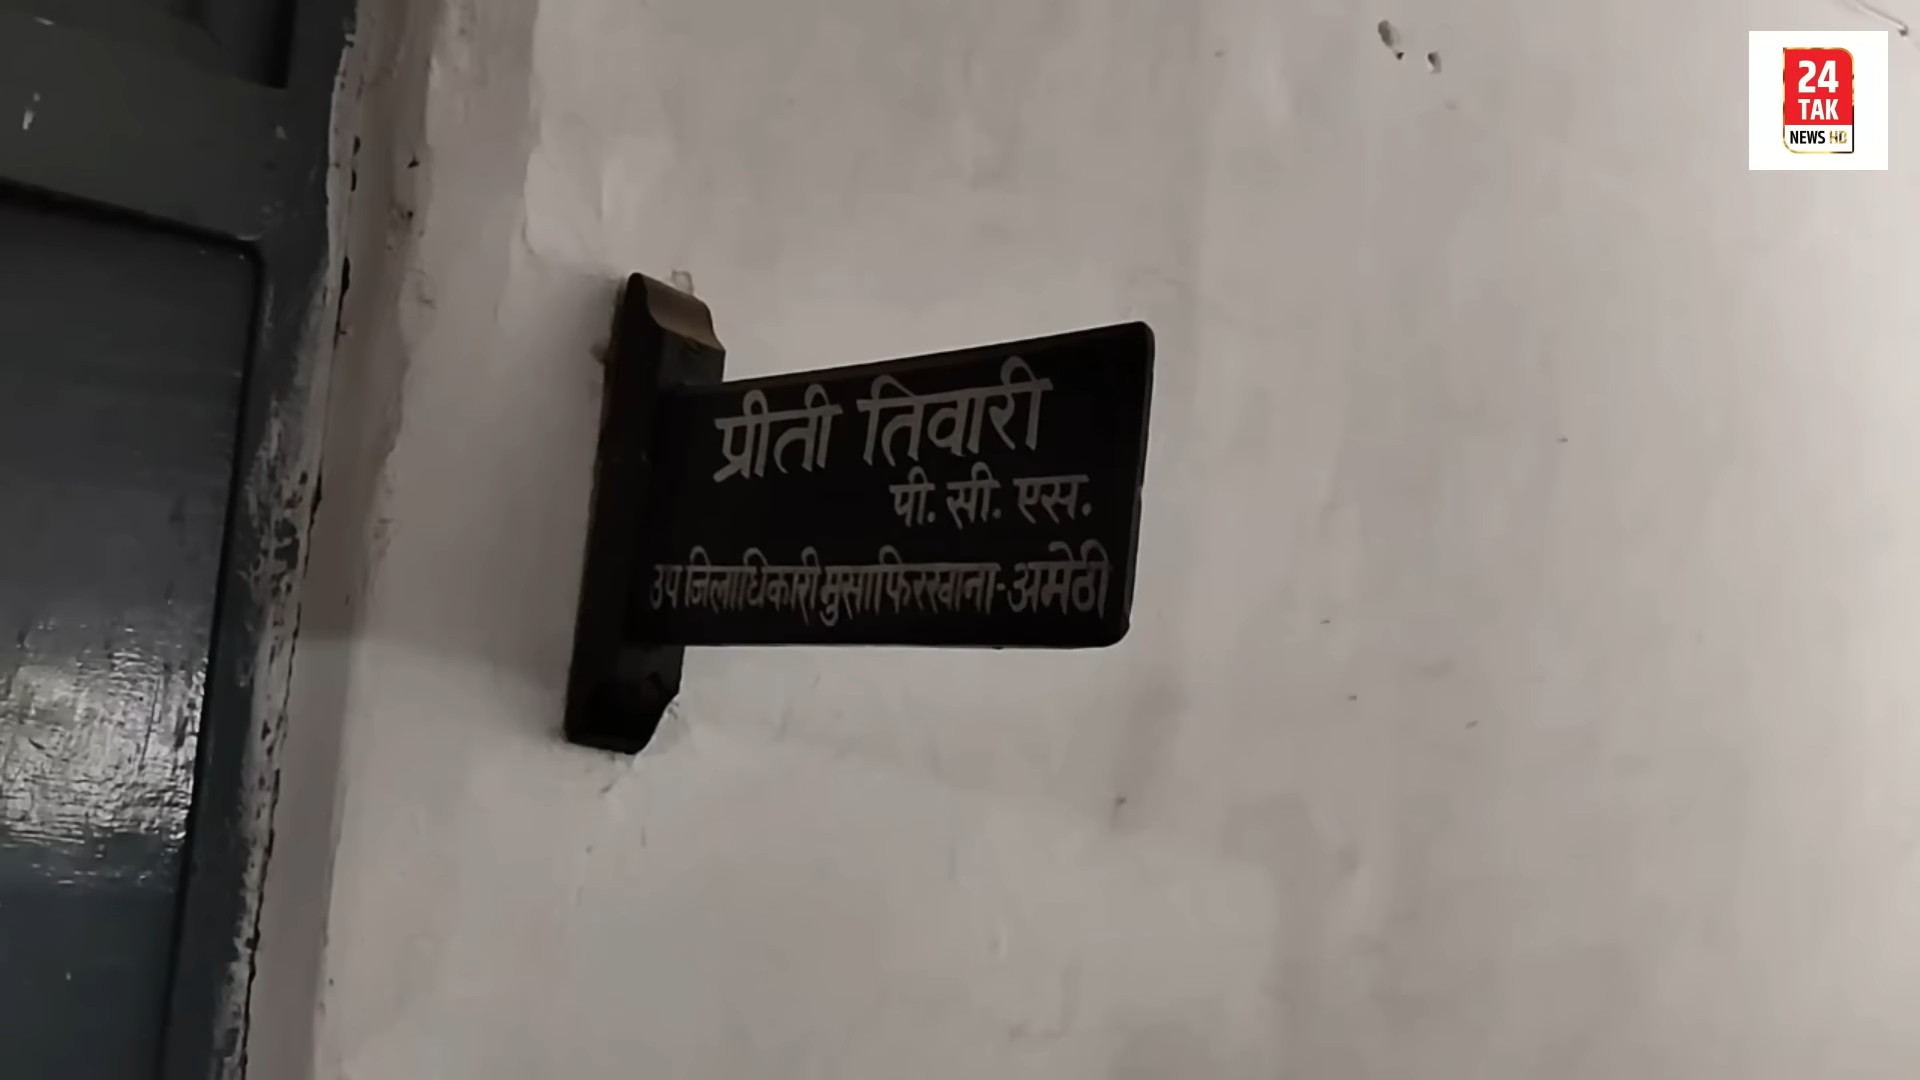 24
TAK
NEWS HD
प्रीती तिवारी
पी. सी. एस.
उप जिलाधिकारी मुसाफिरखाना-अमेठी